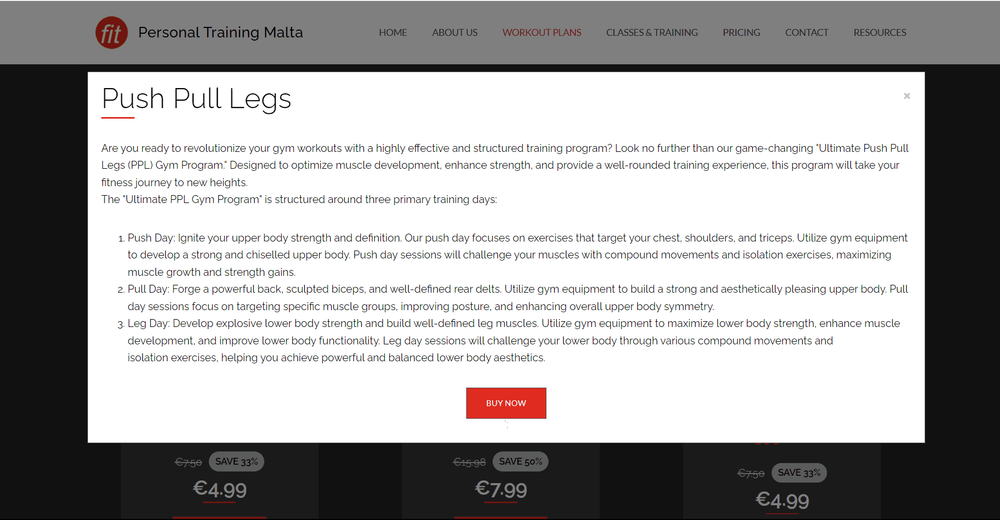 fit Personal Training Malta HOME ABOUT US WORKOUT PLANS CLASSES & TRAINING PRICING CONTACT RESOURCES
Push Pull Legs
×
Are you ready to revolutionize your gym workouts with a highly effective and structured training program? Look no further than our game-changing "Ultimate Push Pull
Legs (PPL) Gym Program." Designed to optimize muscle development, enhance strength, and provide a well-rounded training experience, this program will take your
fitness journey to new heights.
The "Ultimate PPL Gym Program" is structured around three primary training days:
1. Push Day: Ignite your upper body strength and definition. Our push day focuses on exercises that target your chest, shoulders, and triceps. Utilize gym equipment
to develop a strong and chiselled upper body. Push day sessions will challenge your muscles with compound movements and isolation exercises, maximizing
muscle growth and strength gains.
2. Pull Day: Forge a powerful back, sculpted biceps, and well-defined rear delts. Utilize gym equipment to build a strong and aesthetically pleasing upper body. Pull
day sessions focus on targeting specific muscle groups, improving posture, and enhancing overall upper body symmetry.
3. Leg Day: Develop explosive lower body strength and build well-defined leg muscles. Utilize gym equipment to maximize lower body strength, enhance muscle
development, and improve lower body functionality. Leg day sessions will challenge your lower body through various compound movements and
isolation exercises, helping you achieve powerful and balanced lower body aesthetics.
BUY NOW
€7.50 SAVE 33% €15.98 SAVE 50% €7.50 SAVE 33%
€4.99 €7.99 €4.99